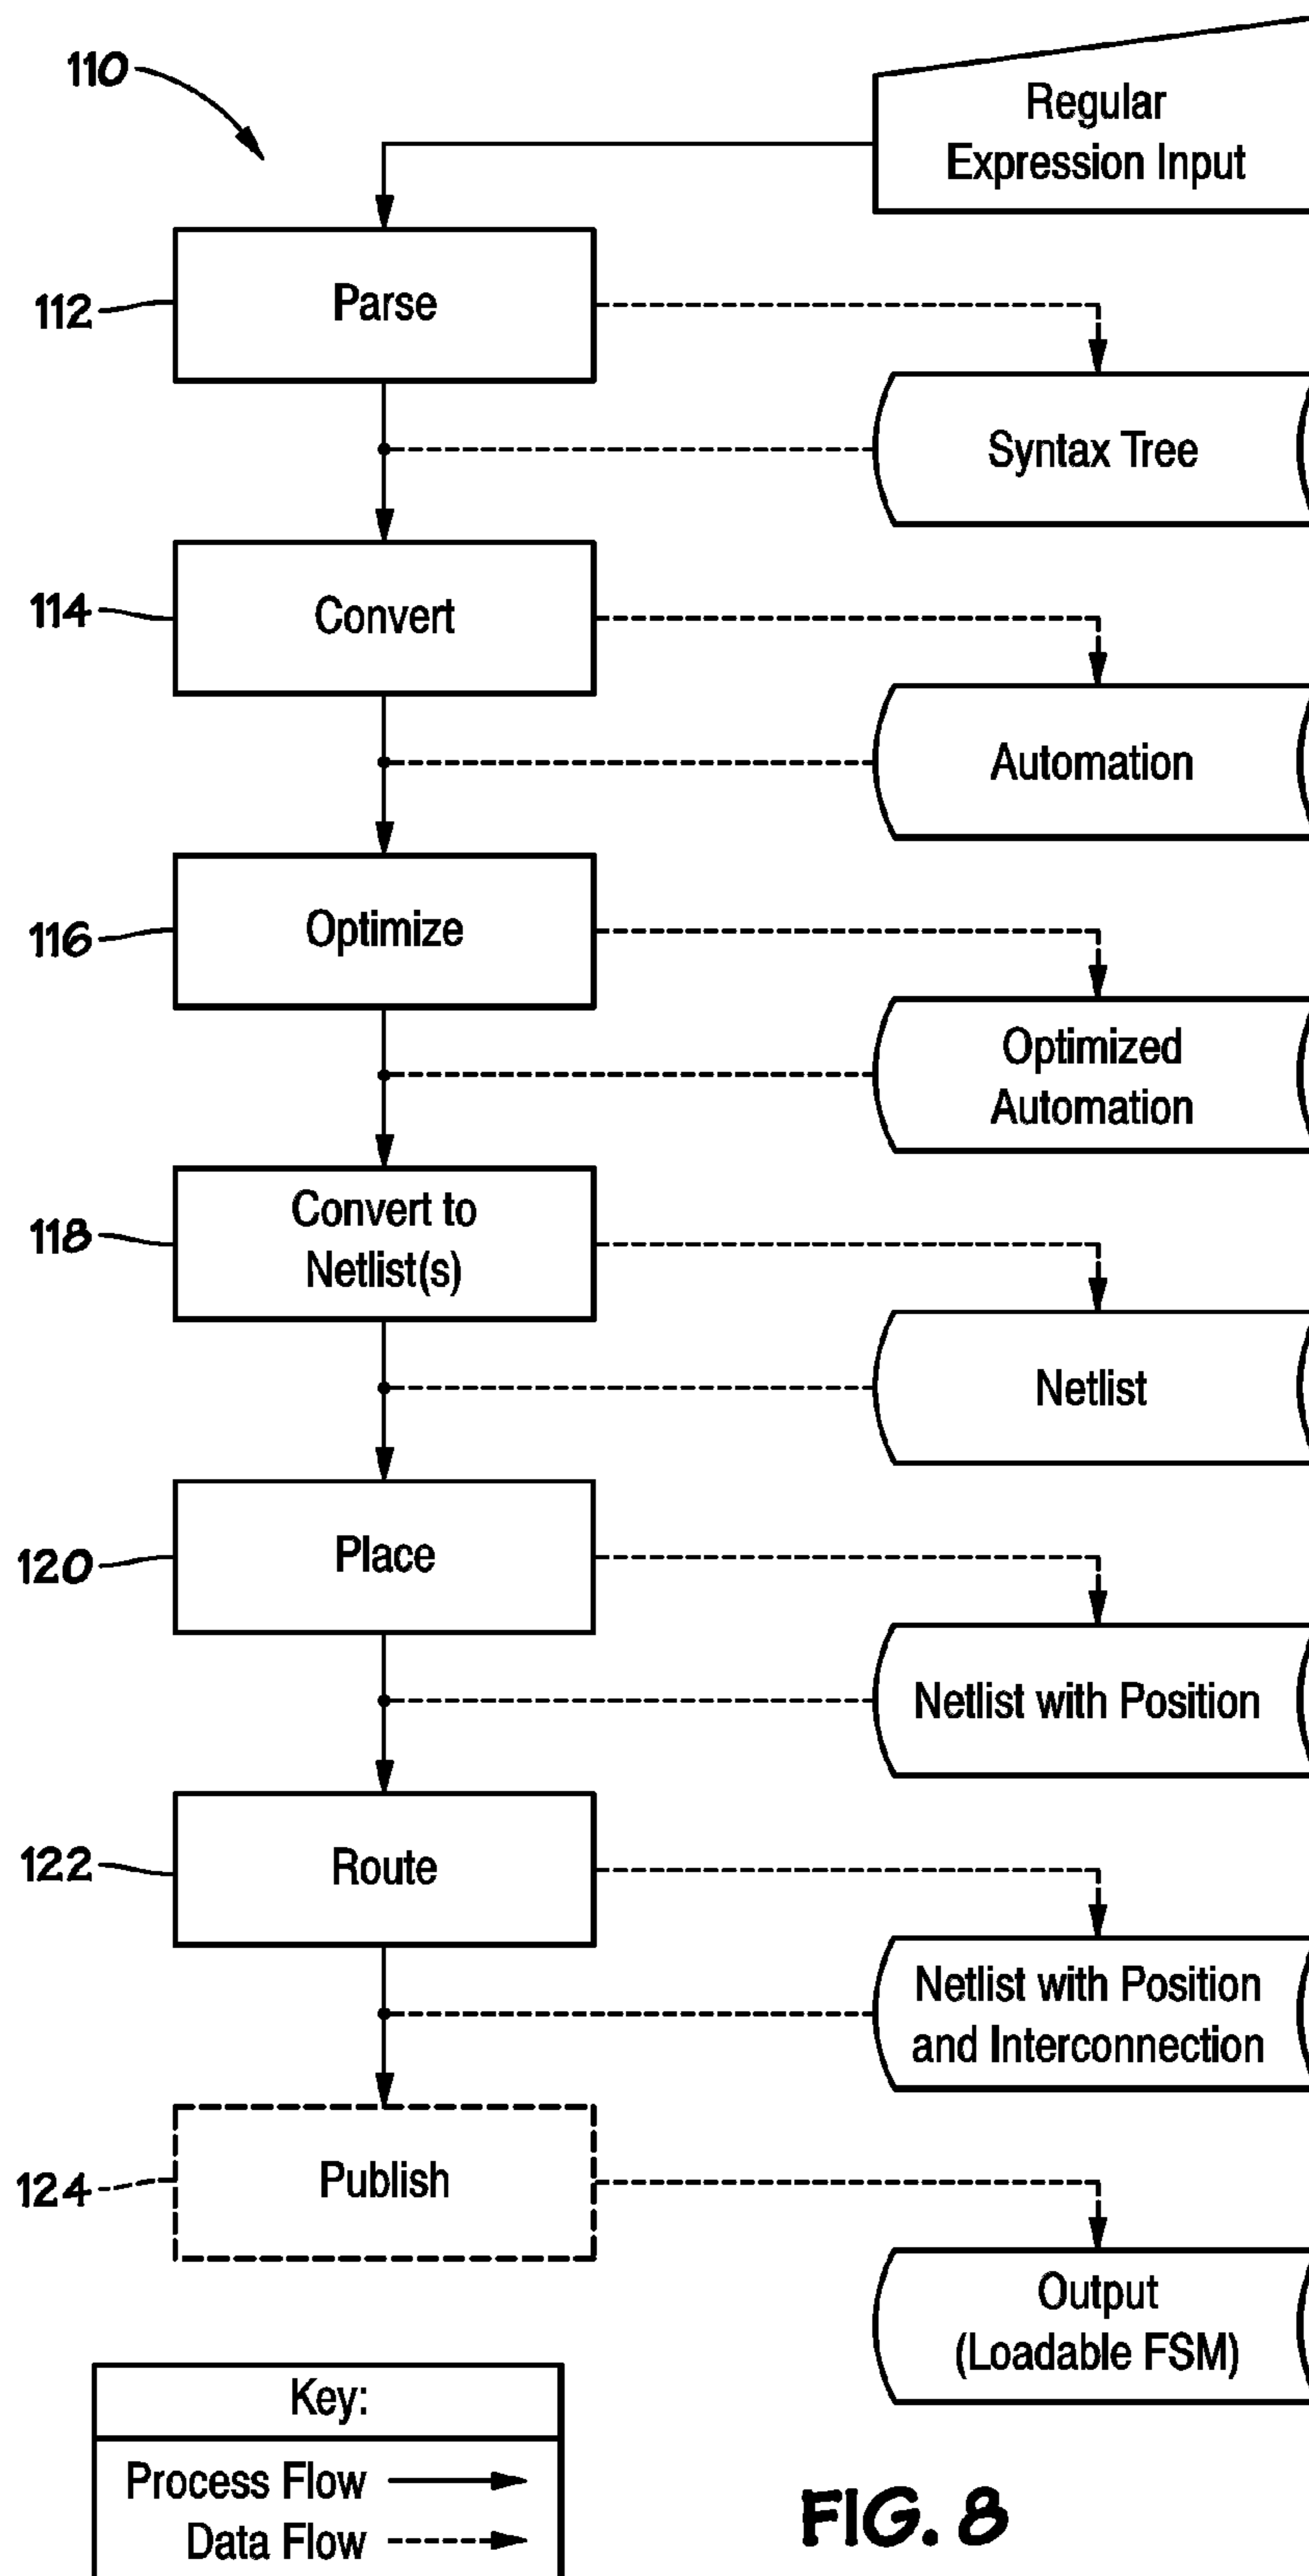 110
Regular
Expression Input
112
Parse
Syntax Tree
114
Convert
Automation
116
Optimize
Optimized
Automation
118
Convert to
Netlist(s)
Netlist
120
Place
Netlist with Position
122
Route
Netlist with Position
and Interconnection
124
Publish
Output
(Loadable FSM)
Key:
Process Flow
Data Flow
FIG. 8